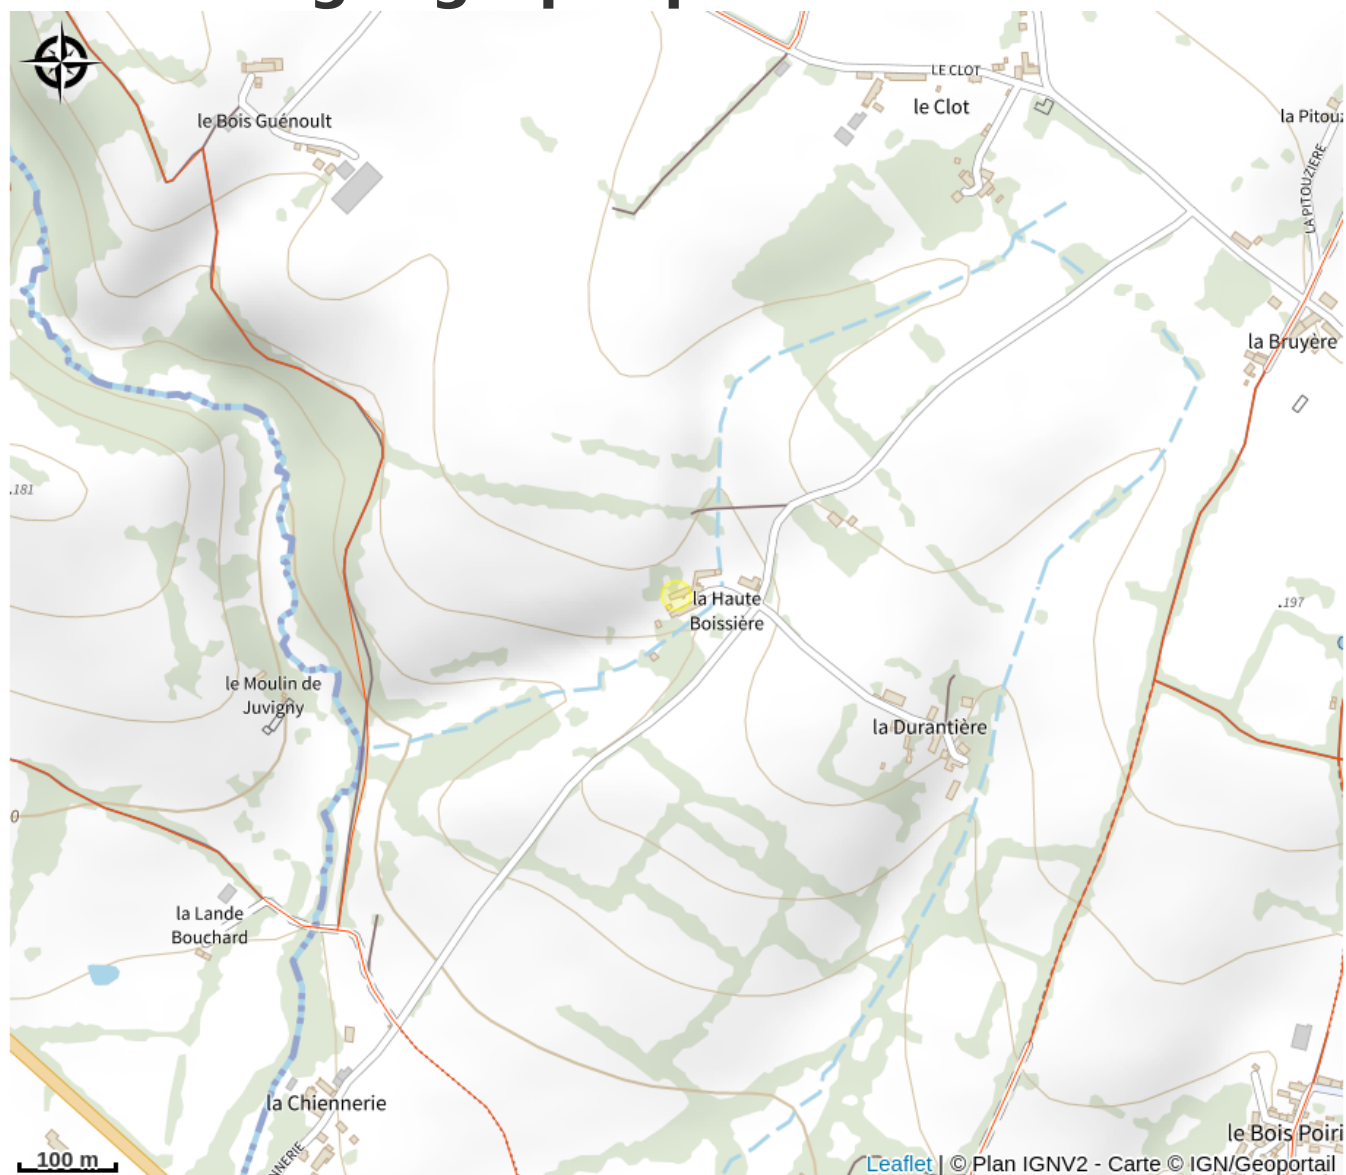 LE CLOT
le Clot
le Bois Guénoult
la Pitouz
LA PITOUZIERE
la Bruyère
.181
la Haute
Boissière
.197
le Moulin de
Juvigny
la Durantière
0
la Lande
Bouchard
la Chiennerie
NNERIE
le Bois Poiri
100 m
Leaflet | © Plan IGNV2 - Carte © IGN/Geoportail